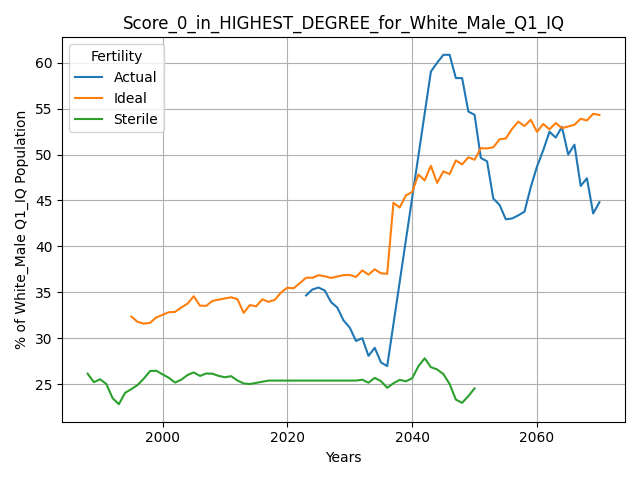 Score_0_in_HIGHEST_DEGREE_for_White_Male_Q1_IQ
Fertility
Actual
Ideal
Sterile
% of White_Male Q1_IQ Population
60
55
50
45
40
35
30
25
2000
2020
2040
2060
Years